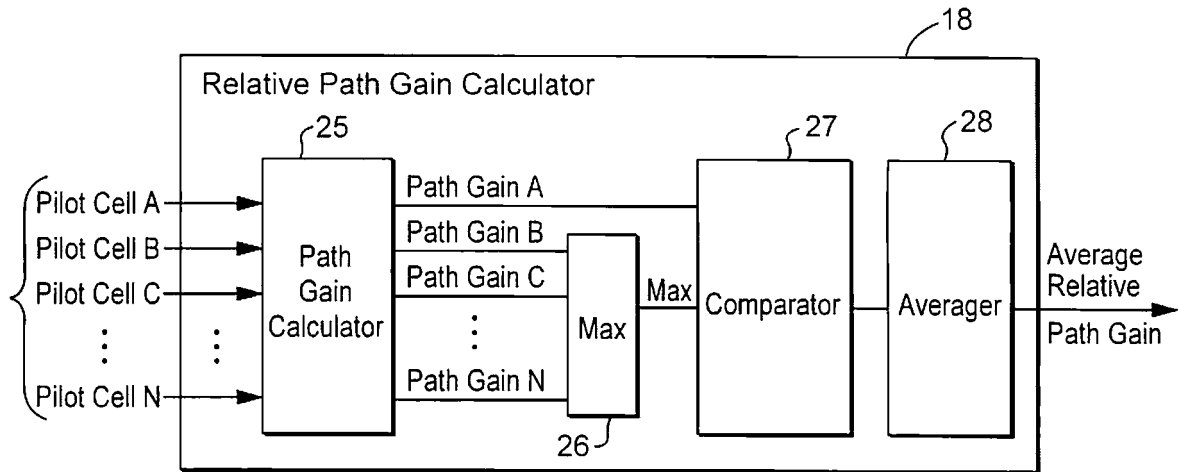 18
Relative Path Gain Calculator
25
27
28
Pilot Cell A
Pilot Cell B
Pilot Cell C
Pilot Cell N
Path
Gain
Calculator
Path Gain A
Path Gain B
Path Gain C
Path Gain N
Max
26
Max
Comparator
Averager
Average
Relative
Path Gain